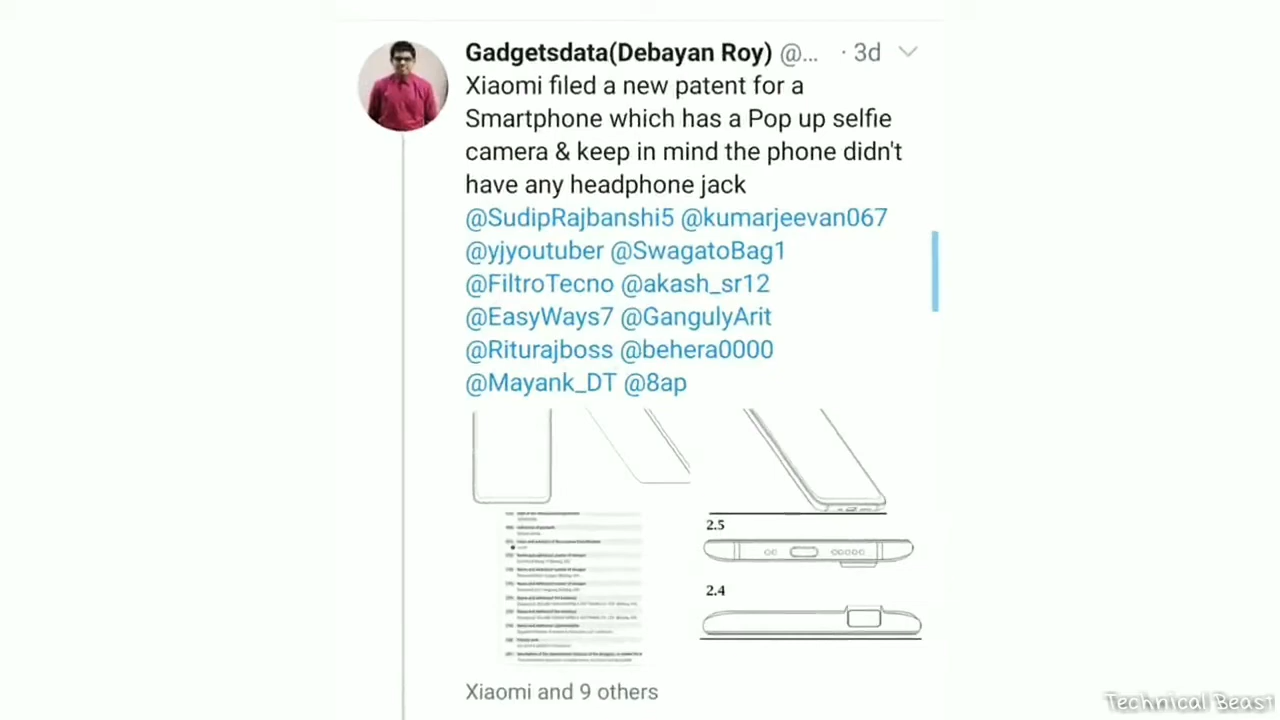 Gadgetsdata(Debayan Roy) @... · 3d
Xiaomi filed a new patent for a
Smartphone which has a Pop up selfie
camera & keep in mind the phone didn't
have any headphone jack
@SudipRajbanshi5 @kumarjeevan067
@yjyoutuber @SwagatoBag1
@FiltroTecno @akash_sr12
@EasyWays7 @GangulyArit
@Riturajboss @behera0000
@Mayank_DT @8ap
2.5
2.4
Xiaomi and 9 others
Technical Beast